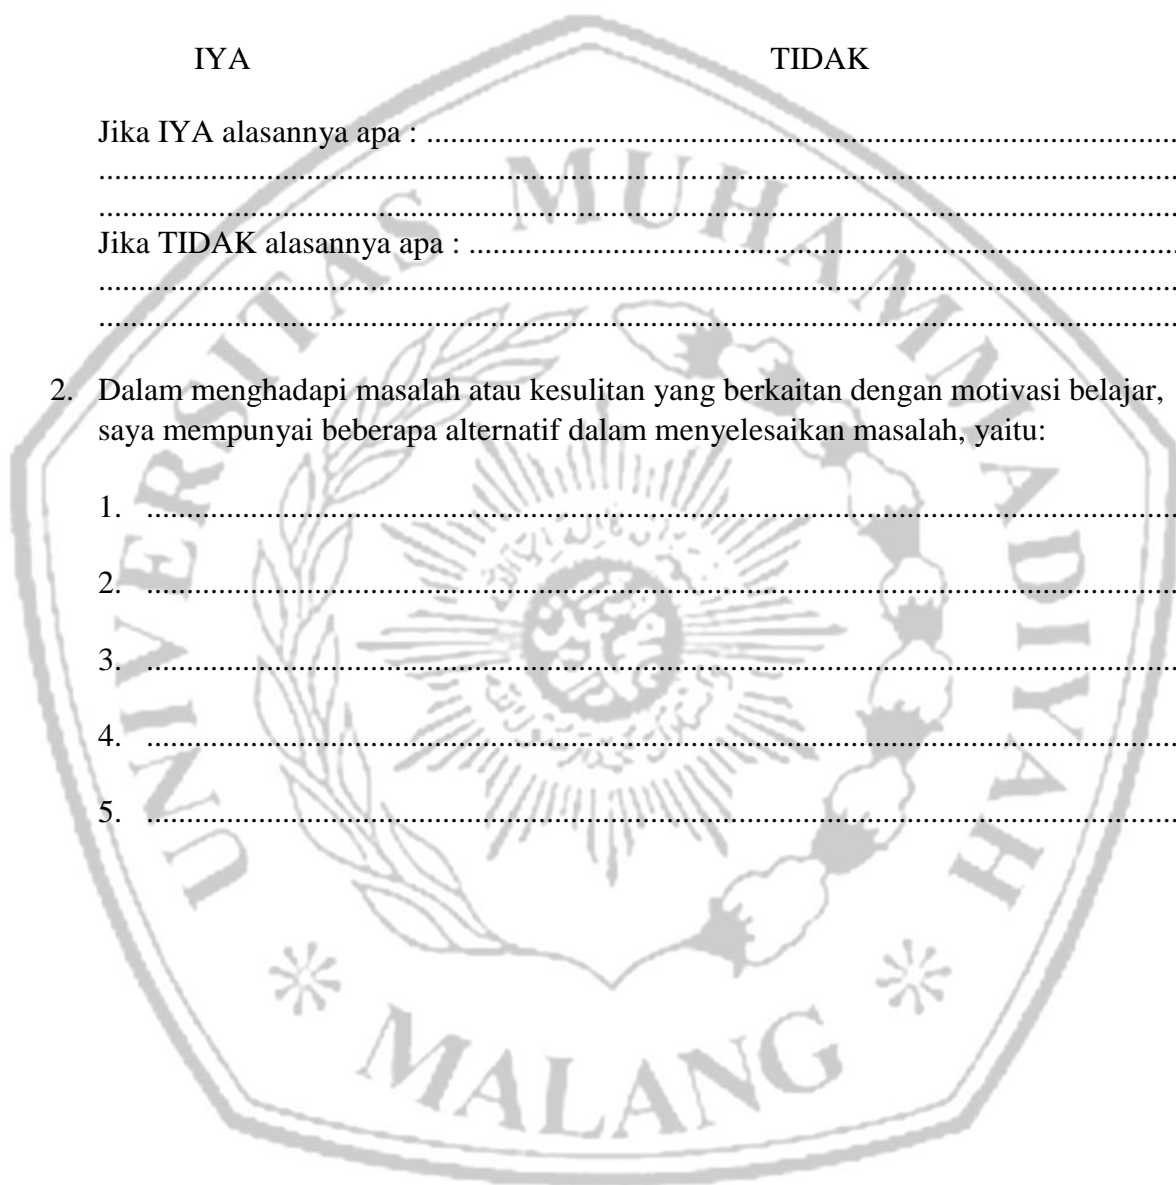 IYA TIDAK
Jika IYA alasannya apa : ................................................................................................
................................................................................................................................
................................................................................................................................
Jika TIDAK alasannya apa : ...........................................................................................
................................................................................................................................
................................................................................................................................
2. Dalam menghadapi masalah atau kesulitan yang berkaitan dengan motivasi belajar,
saya mempunyai beberapa alternatif dalam menyelesaikan masalah, yaitu:
1. ................................................................................................................................
2. ................................................................................................................................
3. ................................................................................................................................
4. ................................................................................................................................
5. ................................................................................................................................
UNIVERSITAS MUHAMMADIYAH
MALANG